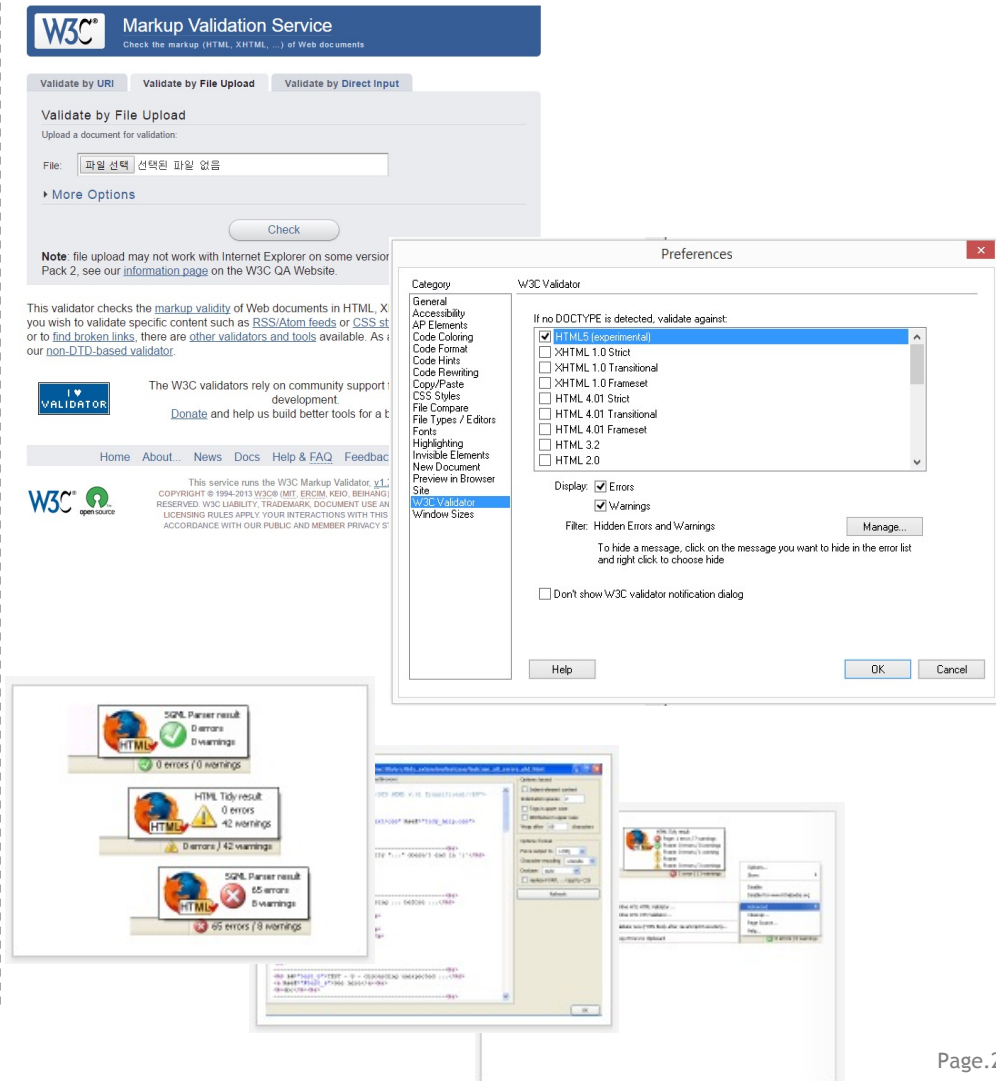 W3C®
Markup Validation Service
Check the markup (HTML, XHTML, ...) of Web documents
Validate by URI
Validate by File Upload
Validate by Direct Input
Validate by File Upload
Upload a document for validation:
File: 파일 선택 선택된 파일 없음
More Options
Check
Note: file upload may not work with Internet Explorer on some version
Pack 2, see our information page on the W3C QA Website.
This validator checks the markup validity of Web documents in HTML, X
you wish to validate specific content such as RSS/Atom feeds or CSS st
or to find broken links, there are other validators and tools available. As a
our non-DTD-based validator.
I ♥
VALIDATOR
The W3C validators rely on community support f
development.
Donate and help us build better tools for a b
Home About... News Docs Help & FAQ Feedbac
W3C®
open source
This service runs the W3C Markup Validator, v1.
COPYRIGHT © 1994-2013 W3C® (MIT, ERCIM, KEIO, BEIHANG)
RESERVED. W3C LIABILITY, TRADEMARK, DOCUMENT USE AN
LICENSING RULES APPLY. YOUR INTERACTIONS WITH THIS
ACCORDANCE WITH OUR PUBLIC AND MEMBER PRIVACY S
Preferences
Category
General
Accessibility
AP Elements
Code Coloring
Code Format
Code Hints
Code Rewriting
Copy/Paste
CSS Styles
File Compare
File Types / Editors
Fonts
Highlighting
Invisible Elements
New Document
Preview in Browser
Site
W3C Validator
Window Sizes
W3C Validator
If no DOCTYPE is detected, validate against:
HTML5 (experimental)
XHTML 1.0 Strict
XHTML 1.0 Transitional
XHTML 1.0 Frameset
HTML 4.01 Strict
HTML 4.01 Transitional
HTML 4.01 Frameset
HTML 3.2
HTML 2.0
Display: Errors
Warnings
Filter: Hidden Errors and Warnings
Manage...
To hide a message, click on the message you want to hide in the error list
and right click to choose hide
Don't show W3C validator notification dialog
Help
OK
Cancel
SGML Parser result
0 errors
0 warnings
HTML
0 errors / 0 warnings
HTML Tidy result
0 errors
42 warnings
HTML
0 errors / 42 warnings
SGML Parser result
65 errors
8 warnings
HTML
65 errors / 8 warnings
Refresh
OK
HTML Tidy result
Options...
Advanced
Page Source...
Help...
Page.2